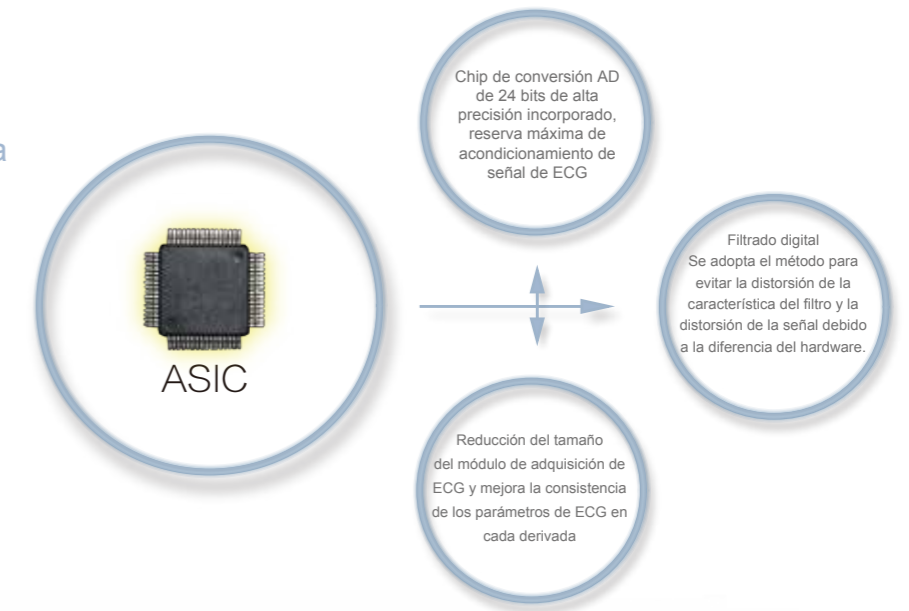 Chip de conversión AD
de 24 bits de alta
precisión incorporado,
reserva máxima de
acondicionamiento de
señal de ECG
a
ASIC
Filtrado digital
Se adopta el método para
evitar la distorsión de la
característica del filtro y la
distorsión de la señal debido
a la diferencia del hardware.
Reducción del tamaño
del módulo de adquisición de
ECG y mejora la consistencia
de los parámetros de ECG en
cada derivada